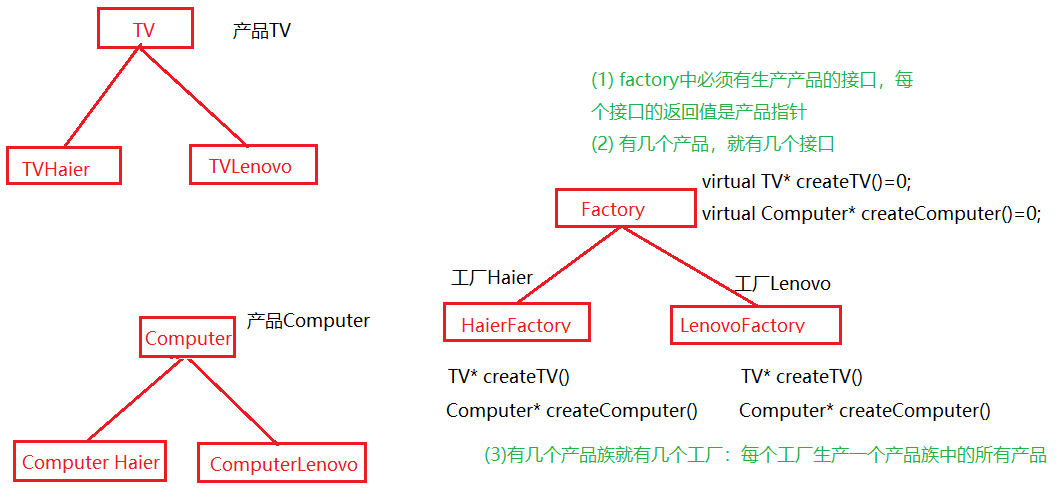 TV
产品TV
TVHaier
TVLenovo
(1) factory中必须有生产产品的接口，每
个接口的返回值是产品指针
(2) 有几个产品，就有几个接口
virtual TV* createTV()=0;
Factory
virtual Computer* createComputer()=0;
工厂Haier
工厂Lenovo
HaierFactory
LenovoFactory
产品Computer
Computer
TV* createTV()
TV* createTV()
Computer* createComputer()
Computer* createComputer()
Computer Haier
ComputerLenovo
(3)有几个产品族就有几个工厂：每个工厂生产一个产品族中的所有产品